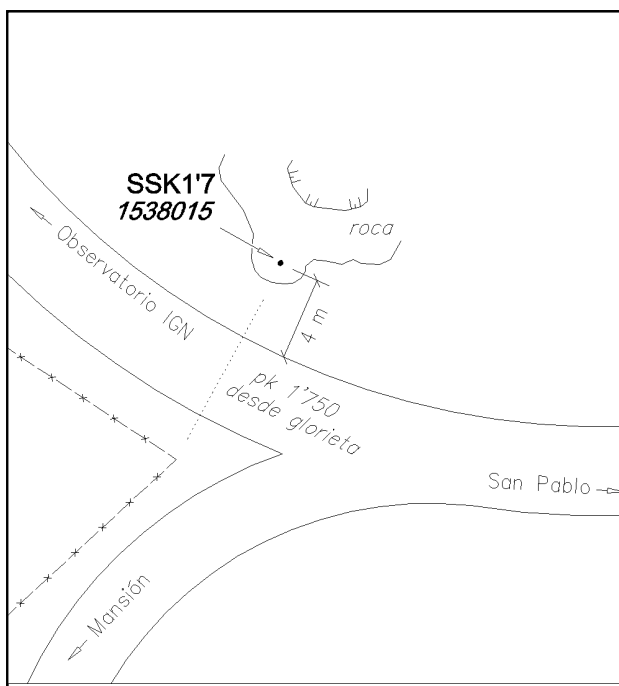 SSK1'7
1538015
roca
Observatorio IGN
4 m
pk 1'750
desde glorieta
San Pablo
Mansión